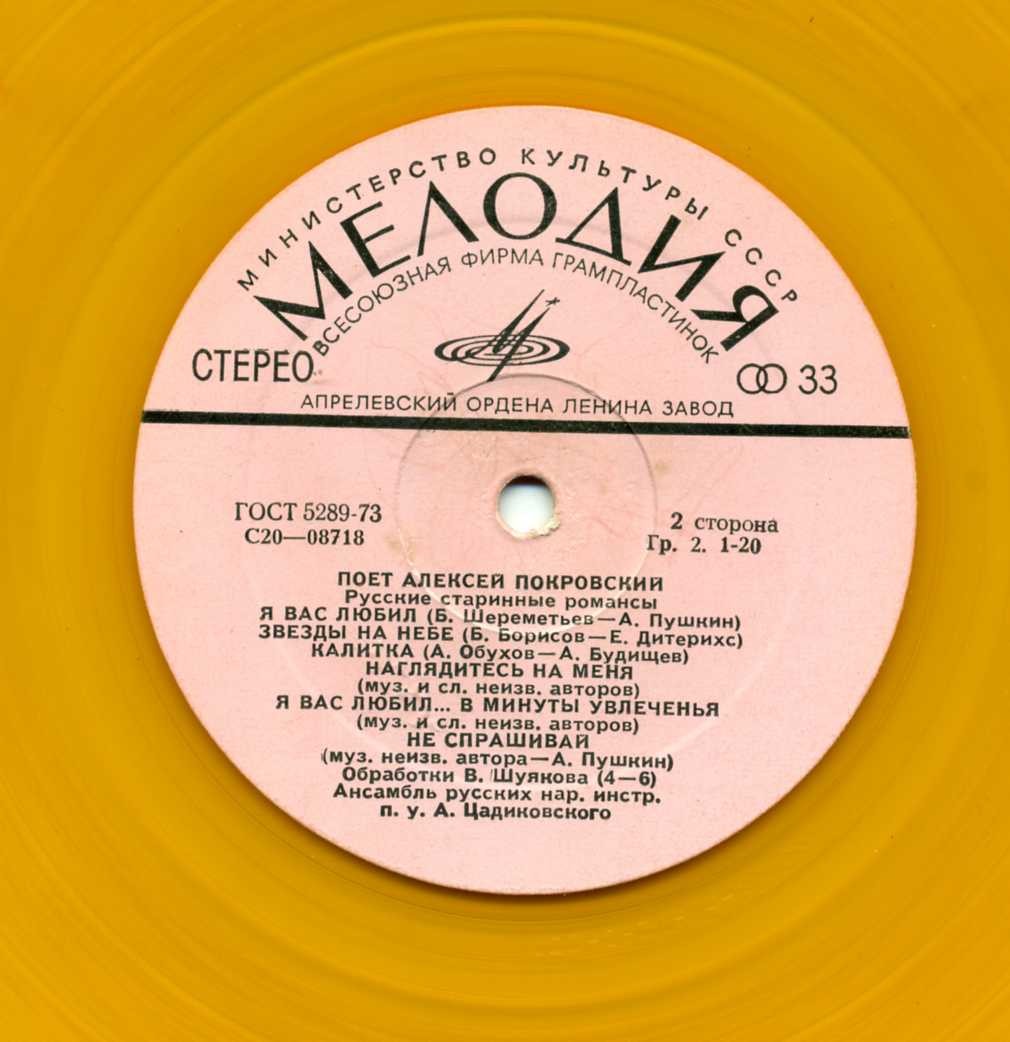 МИНИСТЕРСТВО КУЛЬТУРЫ СССР
МЕЛОДИЯ
ВСЕСОЮЗНАЯ ФИРМА ГРАМПЛАСТИНОК
СТЕРЕО
33
АПРЕЛЕВСКИЙ ОРДЕНА ЛЕНИНА ЗАВОД
ГОСТ 5289-73
С20—08718
2 сторона
Гр. 2. 1-20
ПОЕТ АЛЕКСЕЙ ПОКРОВСКИЙ
Русские старинные романсы
Я ВАС ЛЮБИЛ (Б. Шереметьев—А. Пушкин)
ЗВЕЗДЫ НА НЕБЕ (Б. Борисов—Е. Дитерихс)
КАЛИТКА (А. Обухов—А. Будищев)
НАГЛЯДИТЕСЬ НА МЕНЯ
(муз. и сл. неизв. авторов)
Я ВАС ЛЮБИЛ... В МИНУТЫ УВЛЕЧЕНЬЯ
(муз. и сл. неизв. авторов)
НЕ СПРАШИВАЙ
(муз. неизв. автора—А. Пушкин)
Обработки В. Шуякова (4—6)
Ансамбль русских нар. инстр.
п. у. А. Цадиковского